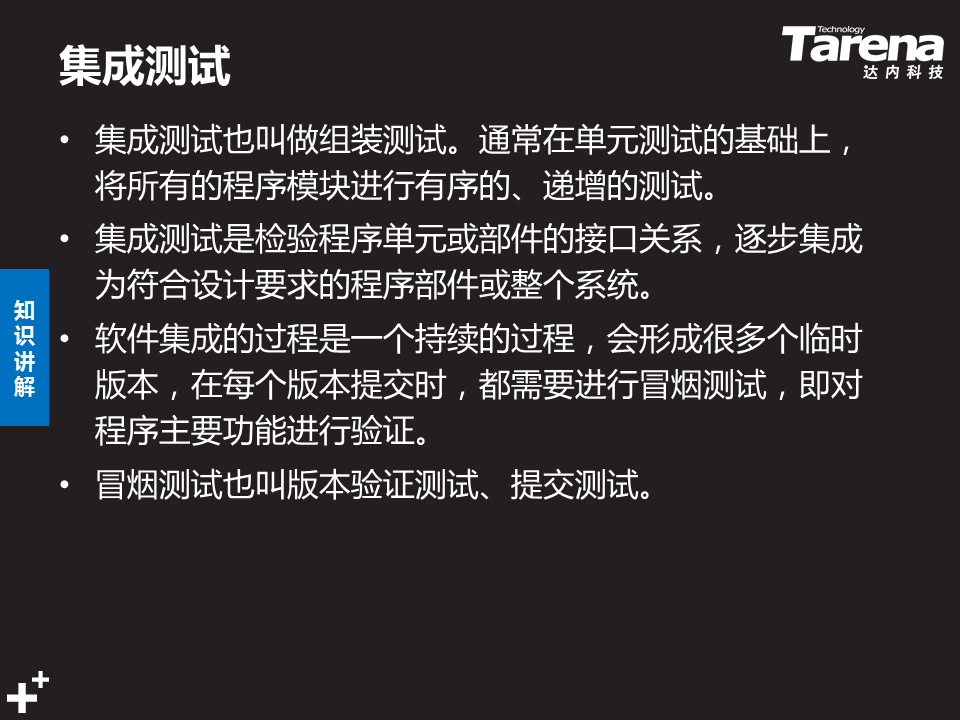 集成测试
Technology
Tarena
达内科技
• 集成测试也叫做组装测试。通常在单元测试的基础上，
将所有的程序模块进行有序的、递增的测试。
• 集成测试是检验程序单元或部件的接口关系，逐步集成
为符合设计要求的程序部件或整个系统。
知识讲解
• 软件集成的过程是一个持续的过程，会形成很多个临时
版本，在每个版本提交时，都需要进行冒烟测试，即对
程序主要功能进行验证。
• 冒烟测试也叫版本验证测试、提交测试。